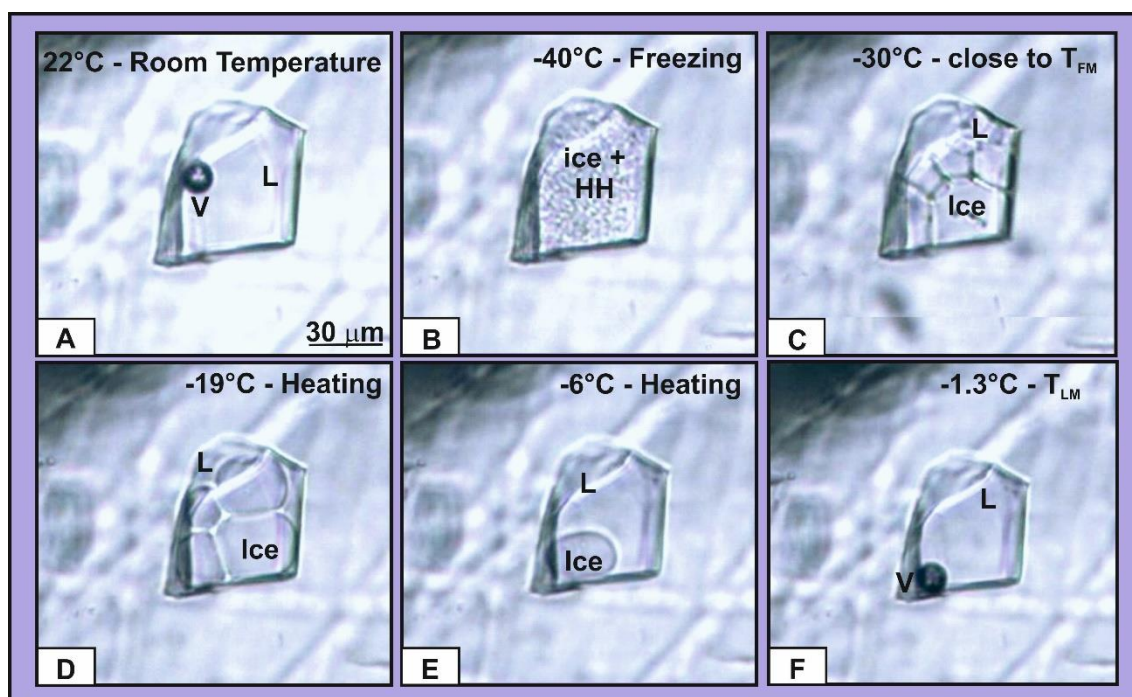 22°C - Room Temperature
L
V
A
30 μm
-40°C - Freezing
ice +
HH
B
-30°C - close to TFM
L
Ice
C
-19°C - Heating
L
Ice
D
-6°C - Heating
L
Ice
E
-1.3°C - TLM
L
V
F